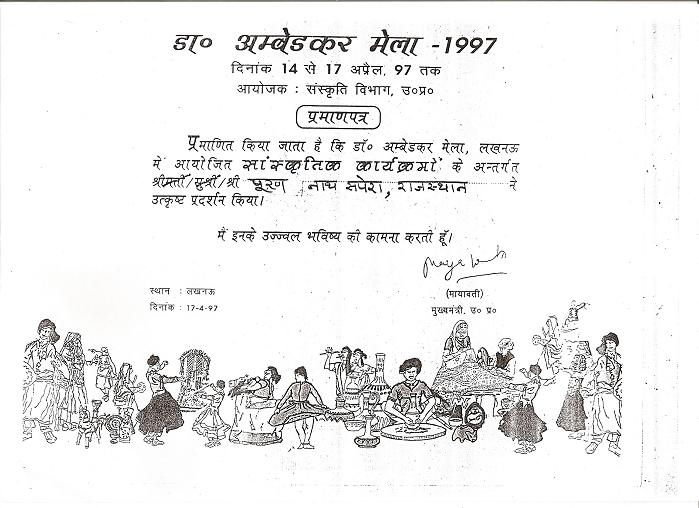 डा० अम्बेडकर मेला -1997
दिनांक 14 से 17 अप्रैल, 97 तक
आयोजक : संस्कृति विभाग, उ०प्र०
प्रमाणपत्र
प्रमाणित किया जाता है कि डॉ० अम्बेडकर मेला, लखनऊ
में आयोजित सांस्कृतिक कार्यक्रमों के अन्तर्गत
श्रीमती/सुश्री/श्री पूरण नाथ सपेरा, राजस्थान ने
उत्कृष्ट प्रदर्शन किया।
मैं इनके उज्ज्वल भविष्य की कामना करती हूँ।
स्थान : लखनऊ
दिनांक : 17-4-97
(मायावती)
मुख्यमंत्री, उ० प्र०